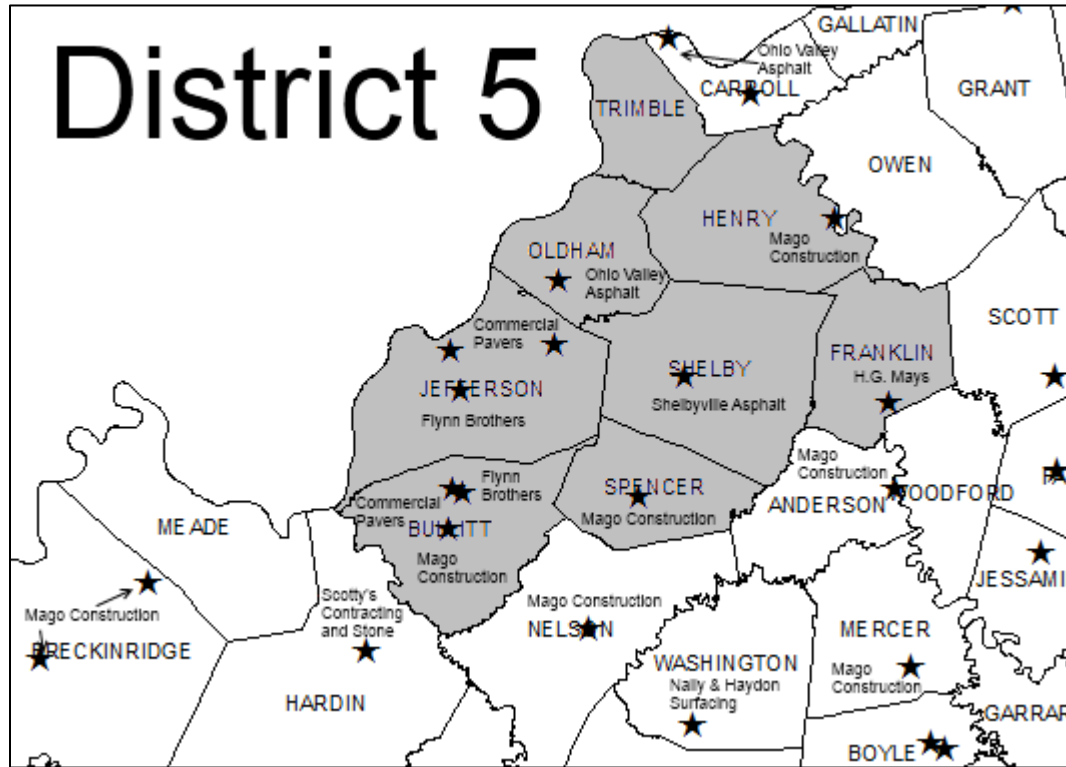 District 5
GALLATIN
Ohio Valley
Asphalt
CARROLL
GRANT
TRIMBLE
OWEN
HENRY
Mago
Construction
OLDHAM
Ohio Valley
Asphalt
SCOTT
Commercial
Pavers
FRANKLIN
H.G. Mays
SHELBY
Shelbyville Asphalt
JEFFERSON
Flynn Brothers
Mago
Construction
Flynn
Brothers
SPENCER
Mago Construction
ANDERSON
WOODFORD
Commercial
Pavers
BULLITT
Mago
Construction
MEADE
JESSAMI
Mago Construction
BRECKINRIDGE
Scotty's
Contracting
and Stone
Mago Construction
NELSON
MERCER
Mago
Construction
WASHINGTON
Nally & Haydon
Surfacing
HARDIN
GARRAR
BOYLE